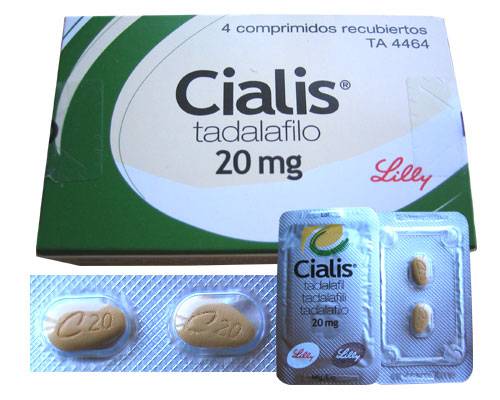 4 comprimidos recubiertos
TA 4464
Cialis®
tadalafilo
20 mg
Lilly
C 20
C 20
Lot
Cialis®
tadalafil
tadalafili
tadalafilo
20 mg
Lilly
Lilly